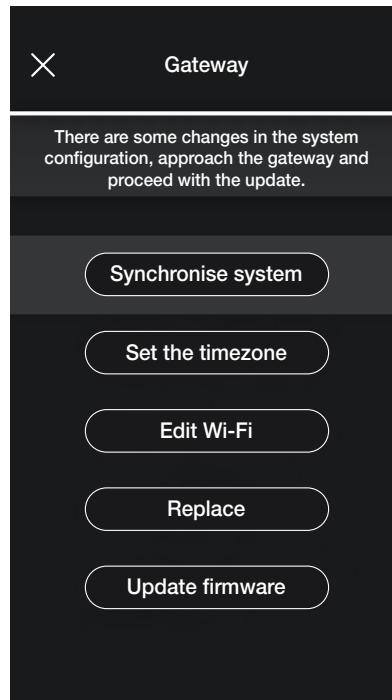 Gateway
There are some changes in the system
configuration, approach the gateway and
proceed with the update.
Synchronise system
Set the timezone
Edit Wi-Fi
Replace
Update firmware